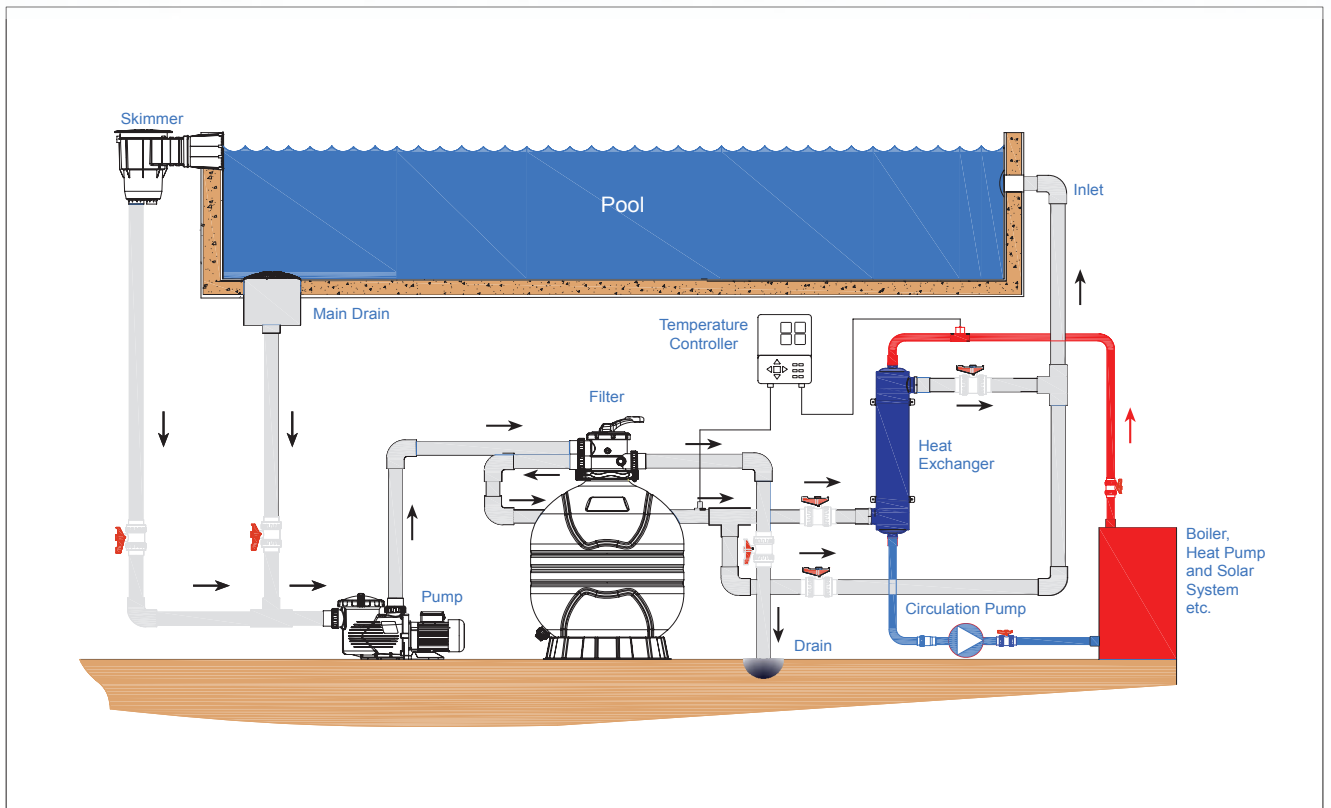 Skimmer
Pool
Inlet
Main Drain
Temperature
Controller
Filter
Heat
Exchanger
Boiler,
Heat Pump
and Solar
System
etc.
Pump
Circulation Pump
Drain